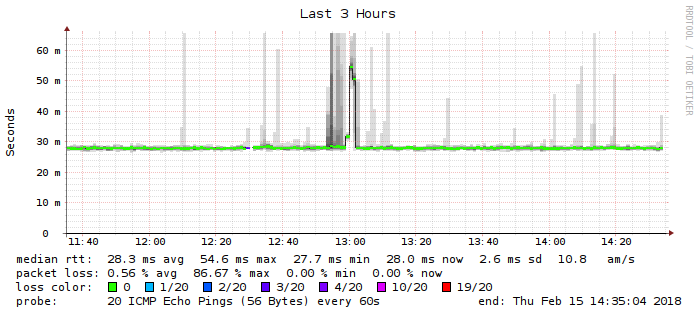 Last 3 Hours
RRDTOOL / TOBI OETIKER
Seconds
60 m
50 m
40 m
30 m
20 m
10 m
0
11:40 12:00 12:20 12:40 13:00 13:20 13:40 14:00 14:20
median rtt: 28.3 ms avg 54.6 ms max 27.7 ms min 28.0 ms now 2.6 ms sd 10.8 am/s
packet loss: 0.56 % avg 86.67 % max 0.00 % min 0.00 % now
loss color: 0 1/20 2/20 3/20 4/20 10/20 19/20
probe: 20 ICMP Echo Pings (56 Bytes) every 60s end: Thu Feb 15 14:35:04 2018